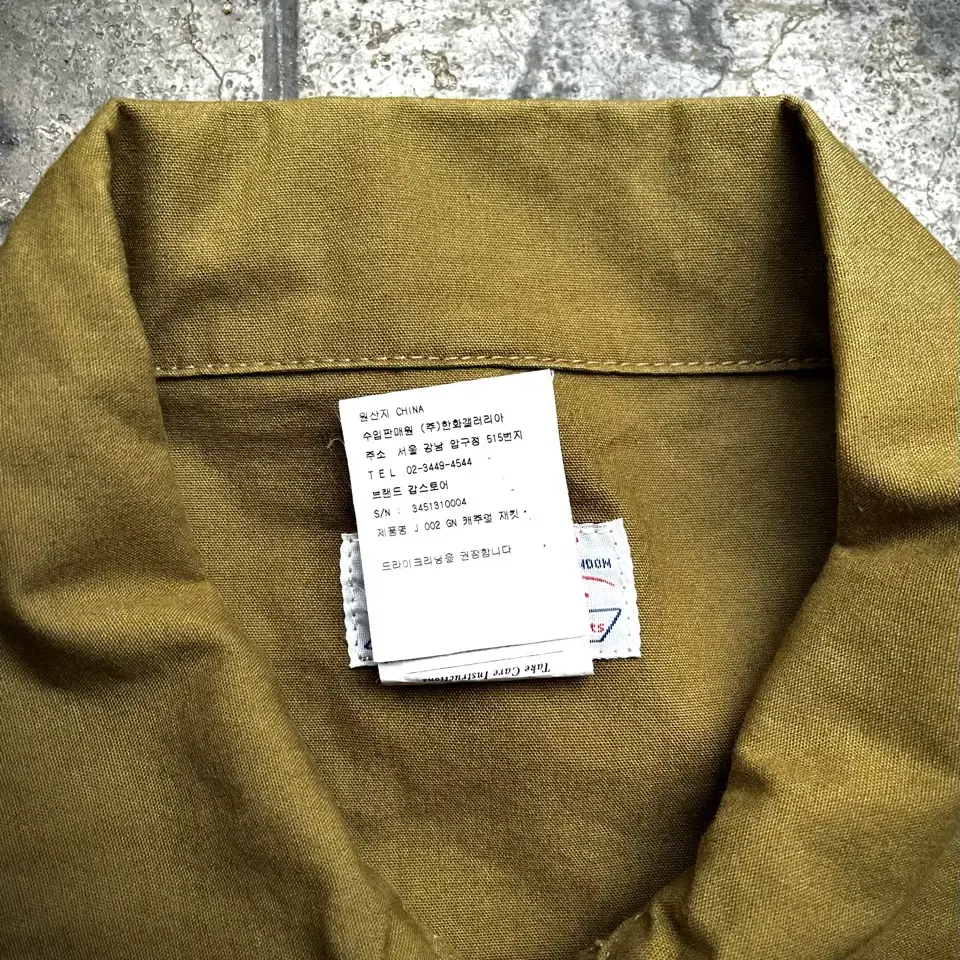 원산지 CHINA
수입판매원 (주)한화갤러리아
주소 서울 강남 압구정 515번지
TEL 02-3449-4544
브랜드 갑스토어
S/N : 3451310004
제품명 J 002 GN 캐주얼 재킷
드라이크리닝을 권장합니다
Take Care Instructions